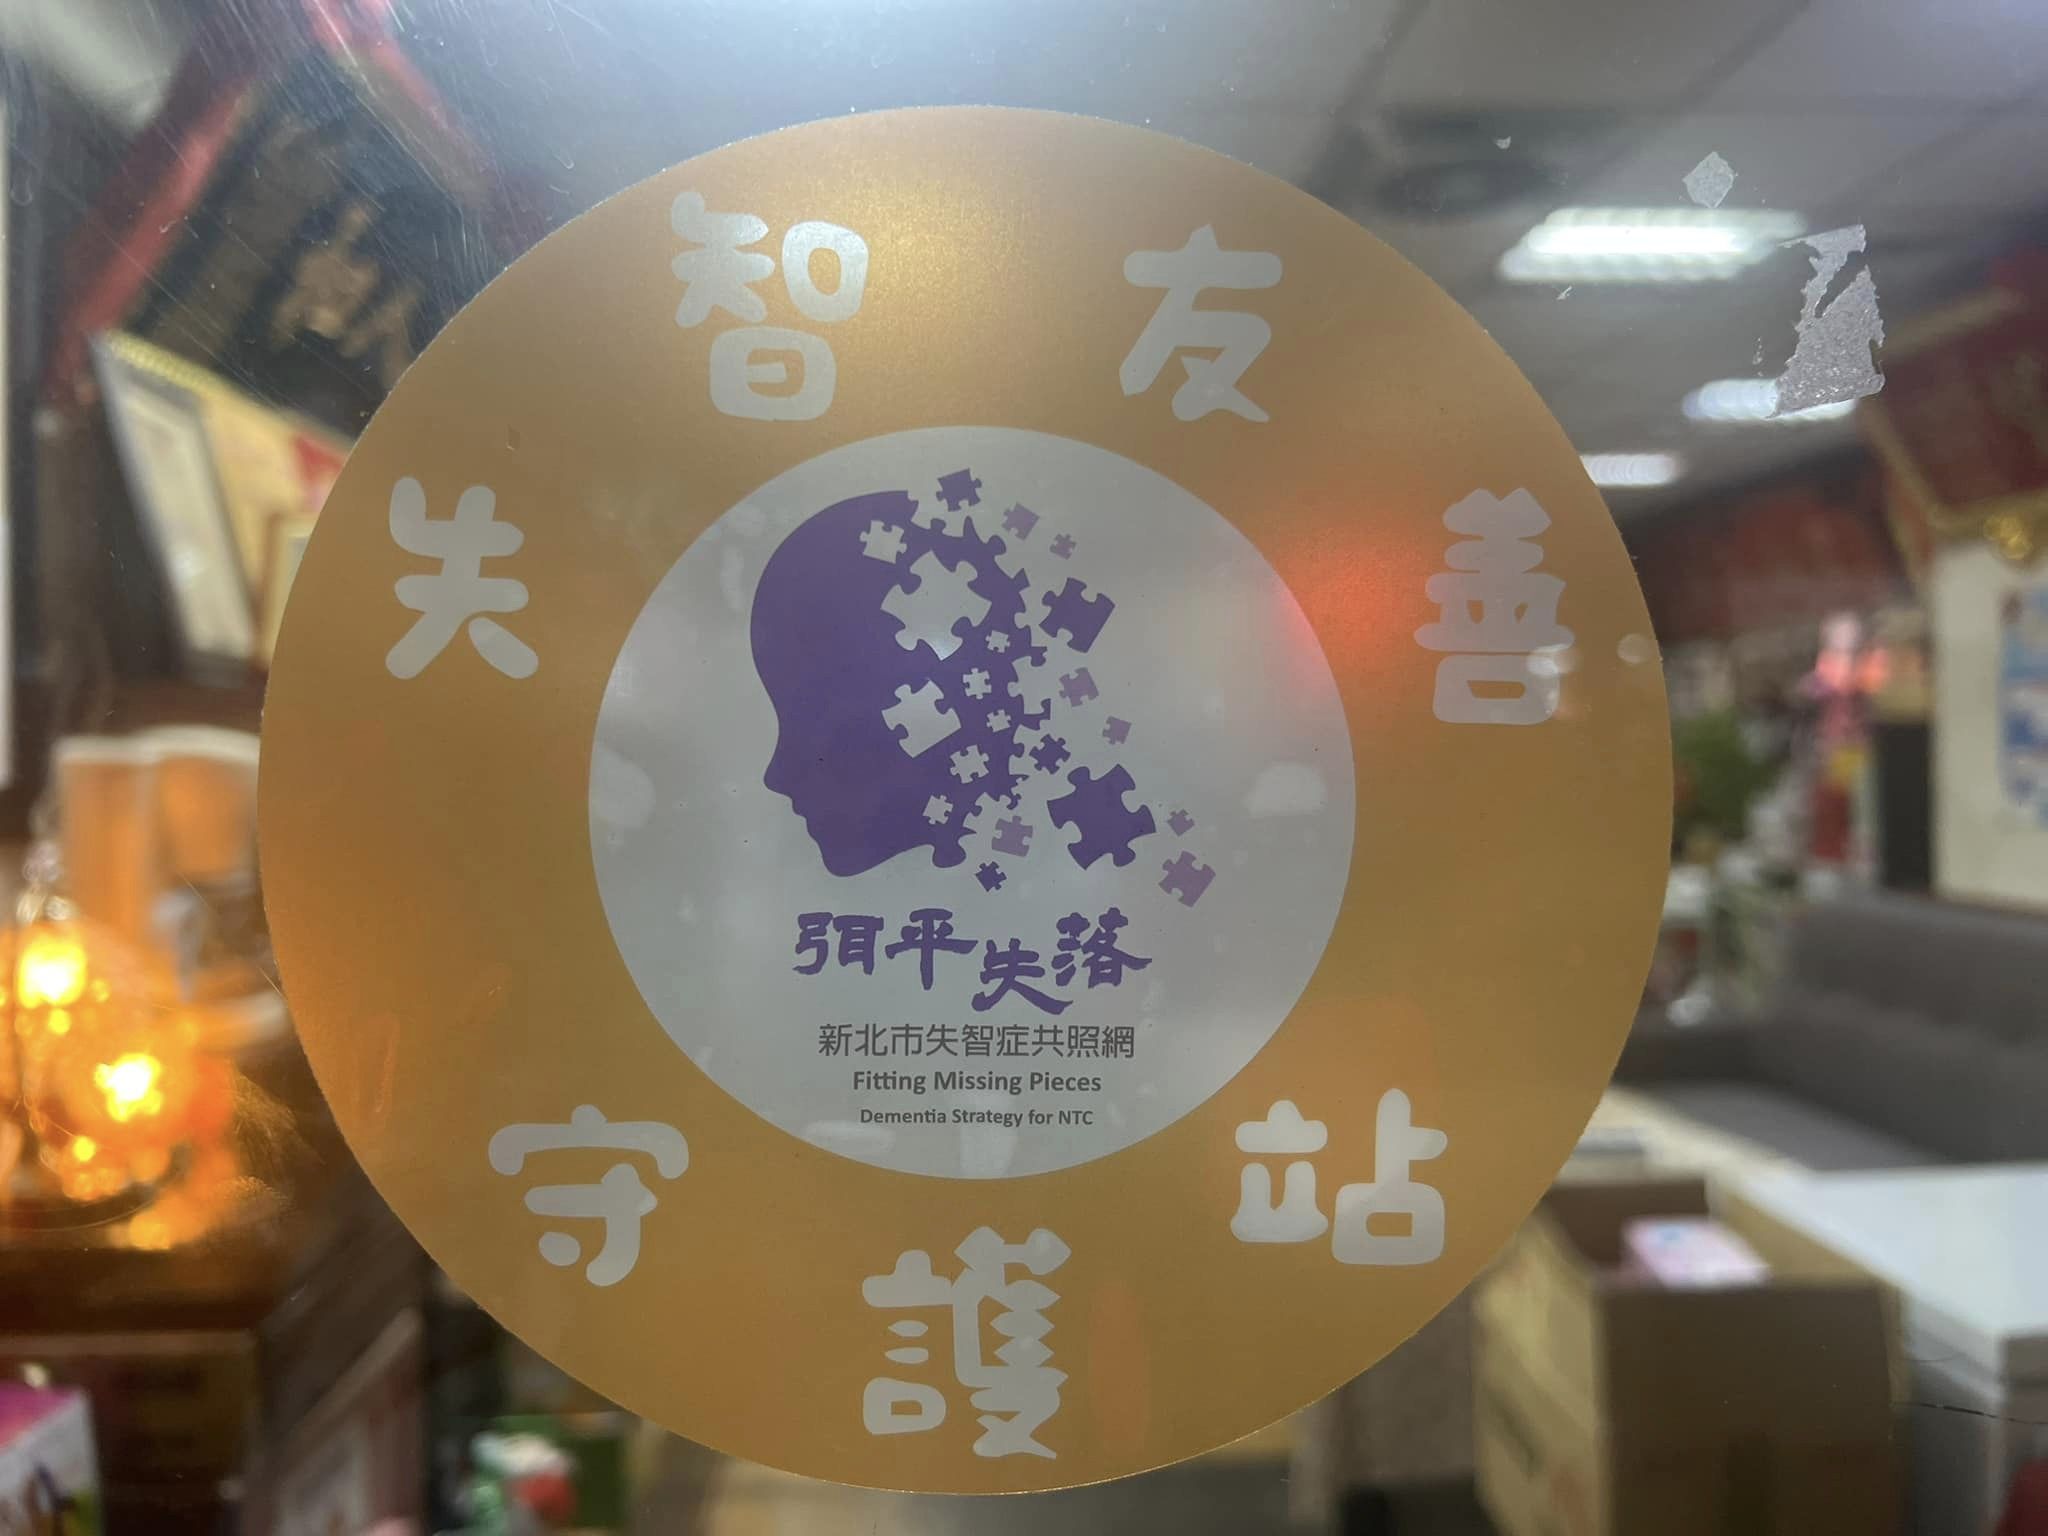 失智友善
守護站
弭平失落
新北市失智症共照網
Fitting Missing Pieces
Dementia Strategy for NTC